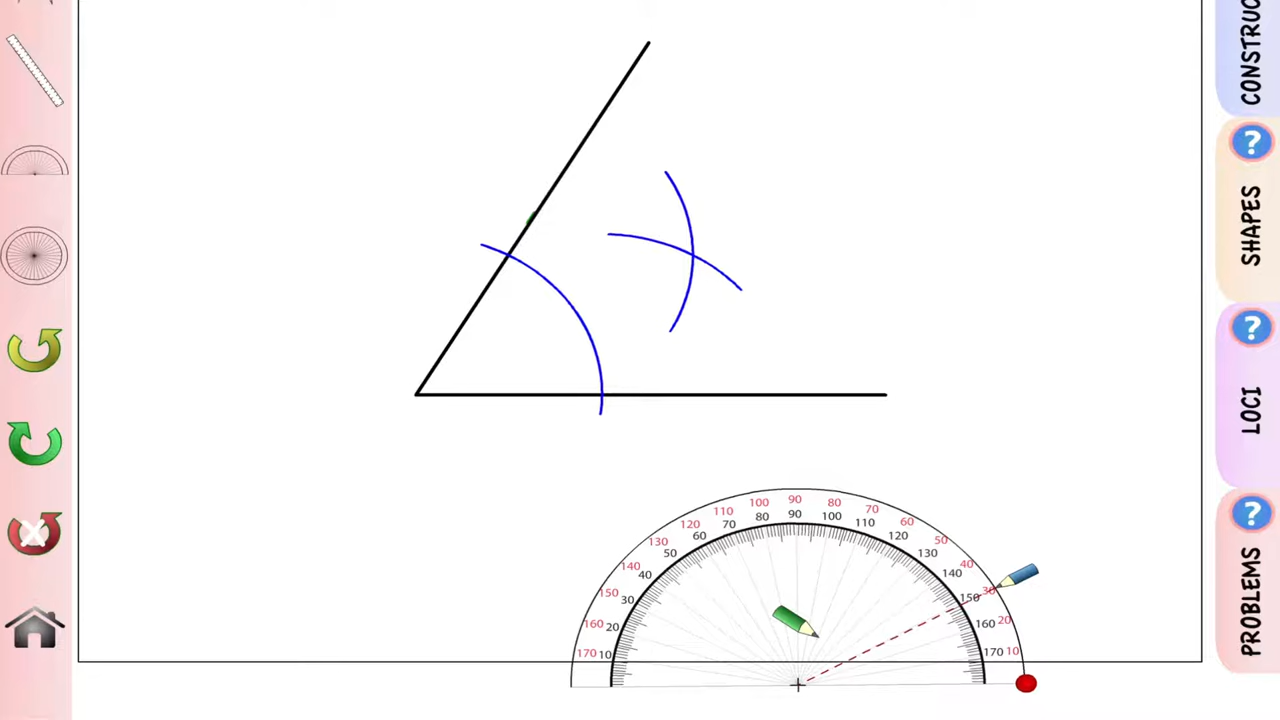 CONSTRUC
?
SHAPES
?
LOCI
?
PROBLEMS
170 160 150 140 130 120 110 100 90 80 70 60 50 40 30 20 10
10 20 30 40 50 60 70 80 90 100 110 120 130 140 150 160 170